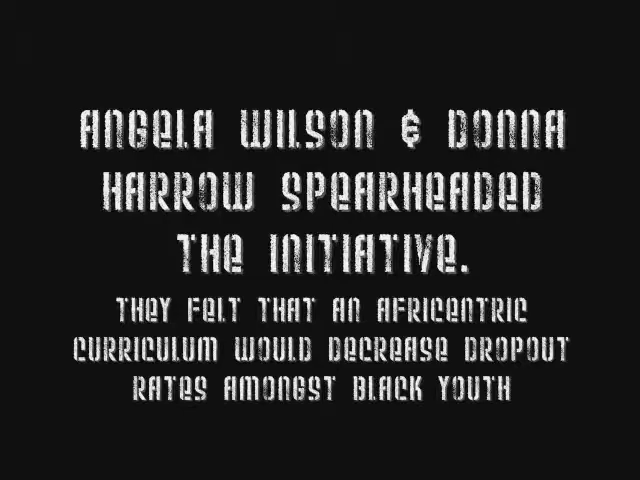 ANGELA WILSON & DONNA
HARROW SPEARHEADED
THE INITIATIVE.
THEY FELT THAT AN AFRICENTRIC
CURRICULUM WOULD DECREASE DROPOUT
RATES AMONGST BLACK YOUTH